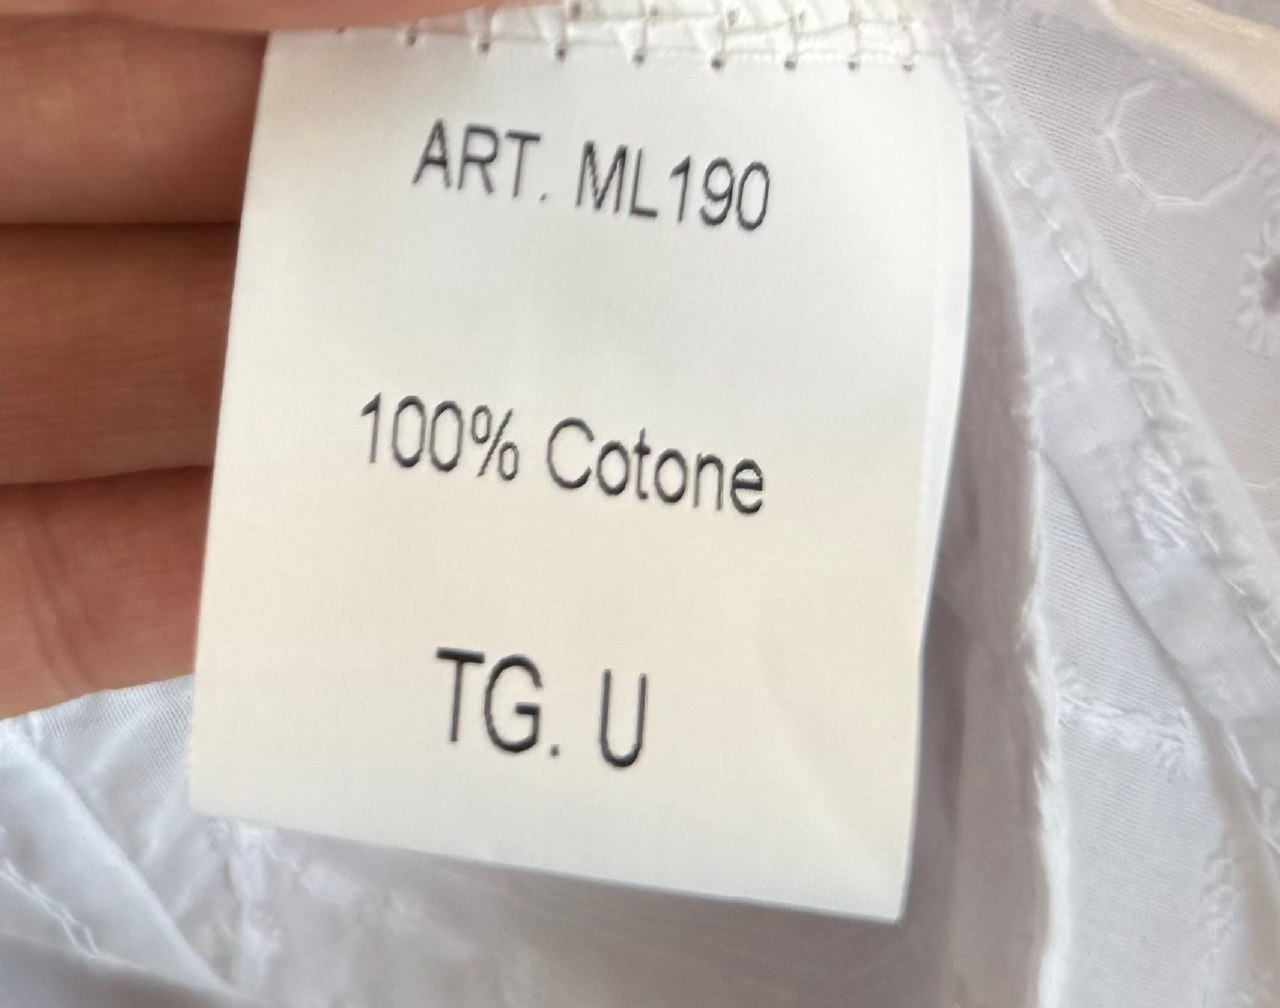 ART. ML190
100% Cotone
TG. U